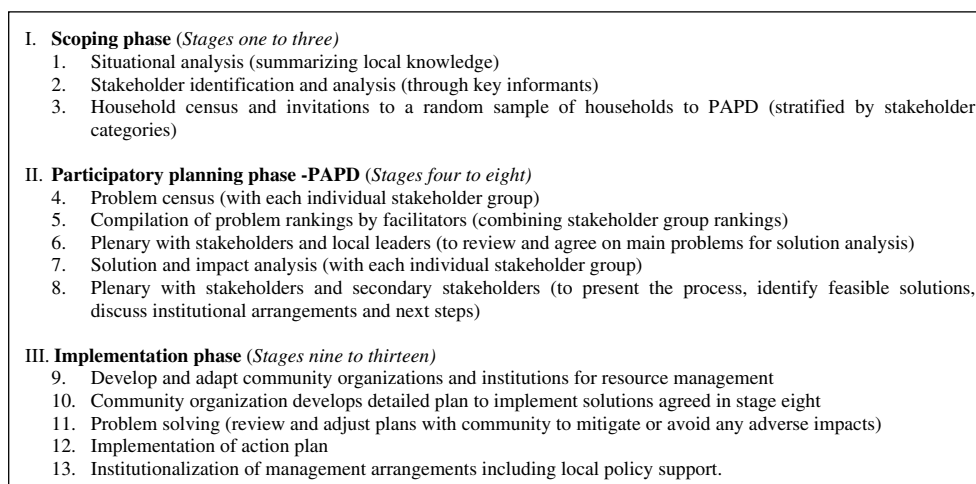 I. Scoping phase (Stages one to three)
1. Situational analysis (summarizing local knowledge)
2. Stakeholder identification and analysis (through key informants)
3. Household census and invitations to a random sample of households to PAPD (stratified by stakeholder
categories)
II. Participatory planning phase -PAPD (Stages four to eight)
4. Problem census (with each individual stakeholder group)
5. Compilation of problem rankings by facilitators (combining stakeholder group rankings)
6. Plenary with stakeholders and local leaders (to review and agree on main problems for solution analysis)
7. Solution and impact analysis (with each individual stakeholder group)
8. Plenary with stakeholders and secondary stakeholders (to present the process, identify feasible solutions,
discuss institutional arrangements and next steps)
III. Implementation phase (Stages nine to thirteen)
9. Develop and adapt community organizations and institutions for resource management
10. Community organization develops detailed plan to implement solutions agreed in stage eight
11. Problem solving (review and adjust plans with community to mitigate or avoid any adverse impacts)
12. Implementation of action plan
13. Institutionalization of management arrangements including local policy support.